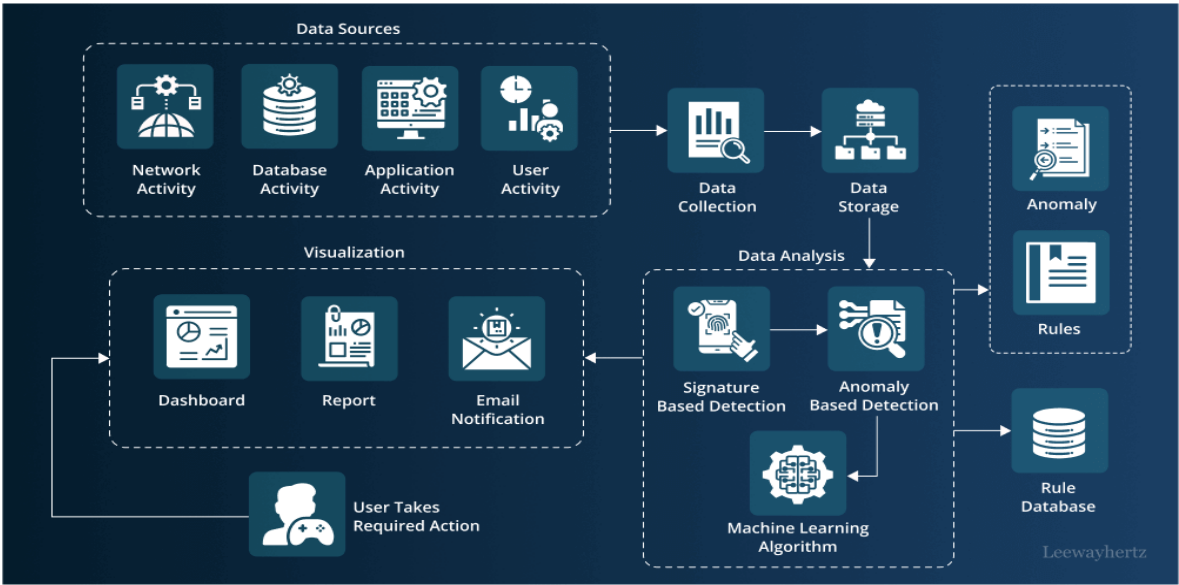 Data Sources
Network
Activity
Database
Activity
Application
Activity
User
Activity
Data
Collection
Data
Storage
Anomaly
Rules
Visualization
Dashboard
Report
Email
Notification
Data Analysis
Signature
Based Detection
Anomaly
Based Detection
Machine Learning
Algorithm
Rule
Database
User Takes
Required Action
Leewayhertz